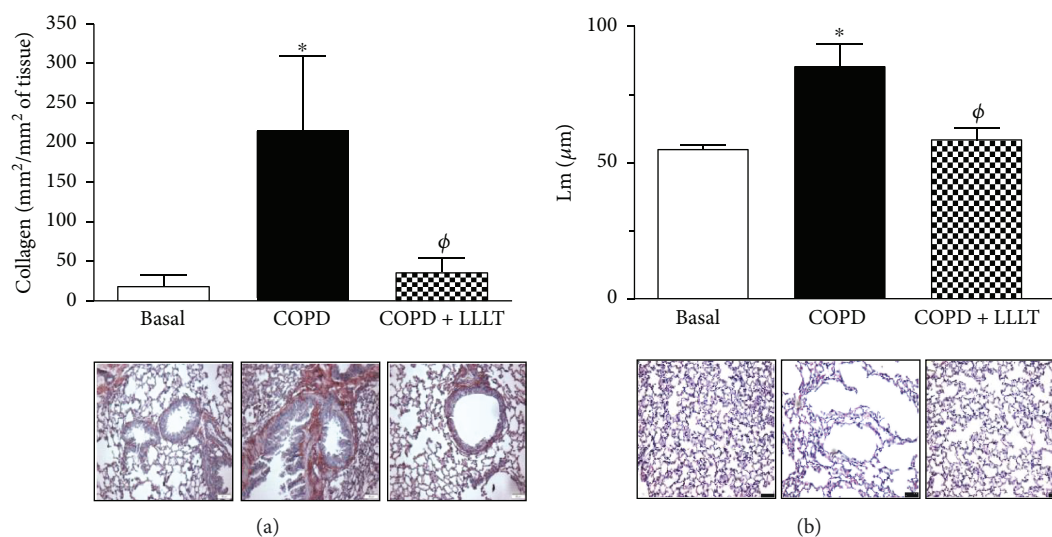 350
300
250
200
150
100
50
0
Collagen (mm²/mm² of tissue)
*
ϕ
Basal COPD COPD + LLLT
(a)
100
50
0
Lm (μm)
*
ϕ
Basal COPD COPD + LLLT
(b)